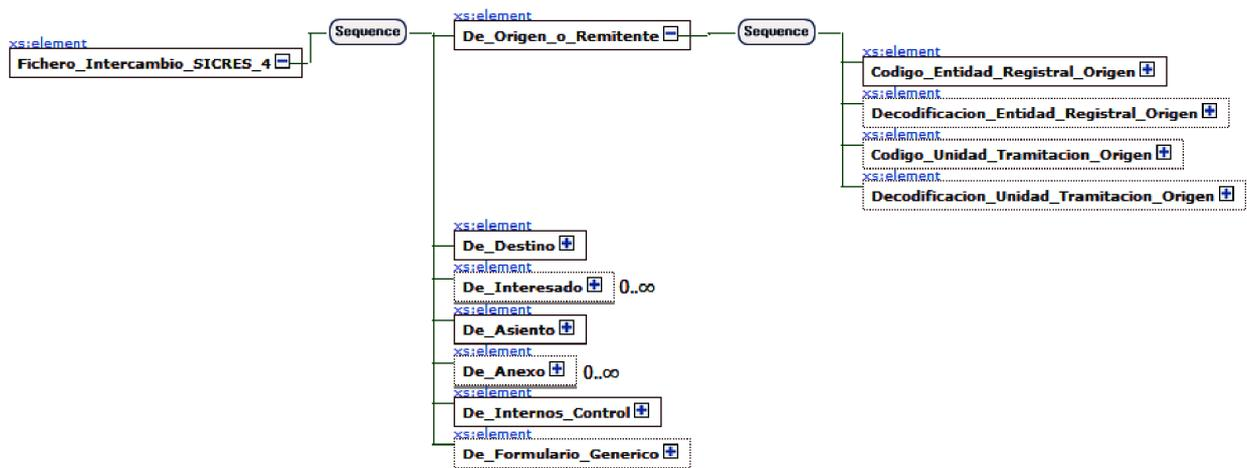 xs:element
Fichero_Intercambio_SICRES_4
Sequence
xs:element
De_Origen_o_Remitente
Sequence
xs:element
Codigo_Entidad_Registral_Origen
xs:element
Decodificacion_Entidad_Registral_Origen
xs:element
Codigo_Unidad_Tramitacion_Origen
xs:element
Decodificacion_Unidad_Tramitacion_Origen
xs:element
De_Destino
xs:element
De_Interesado 0..∞
xs:element
De_Asiento
xs:element
De_Anexo 0..∞
xs:element
De_Internos_Control
xs:element
De_Formulario_Generico